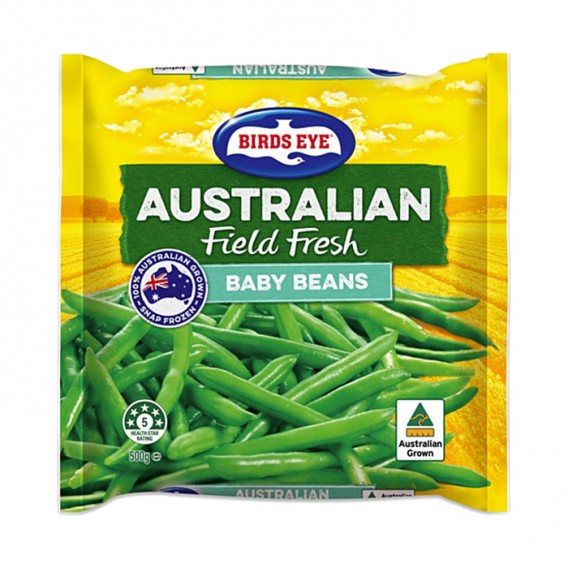 AUSTRALIAN
BIRDS EYE
AUSTRALIAN
Field Fresh
BABY BEANS
100% AUSTRALIAN GROWN
SNAP FROZEN
5
HEALTH STAR
RATING
500g ℮
Australian
Grown
AUSTRALIAN
Australian